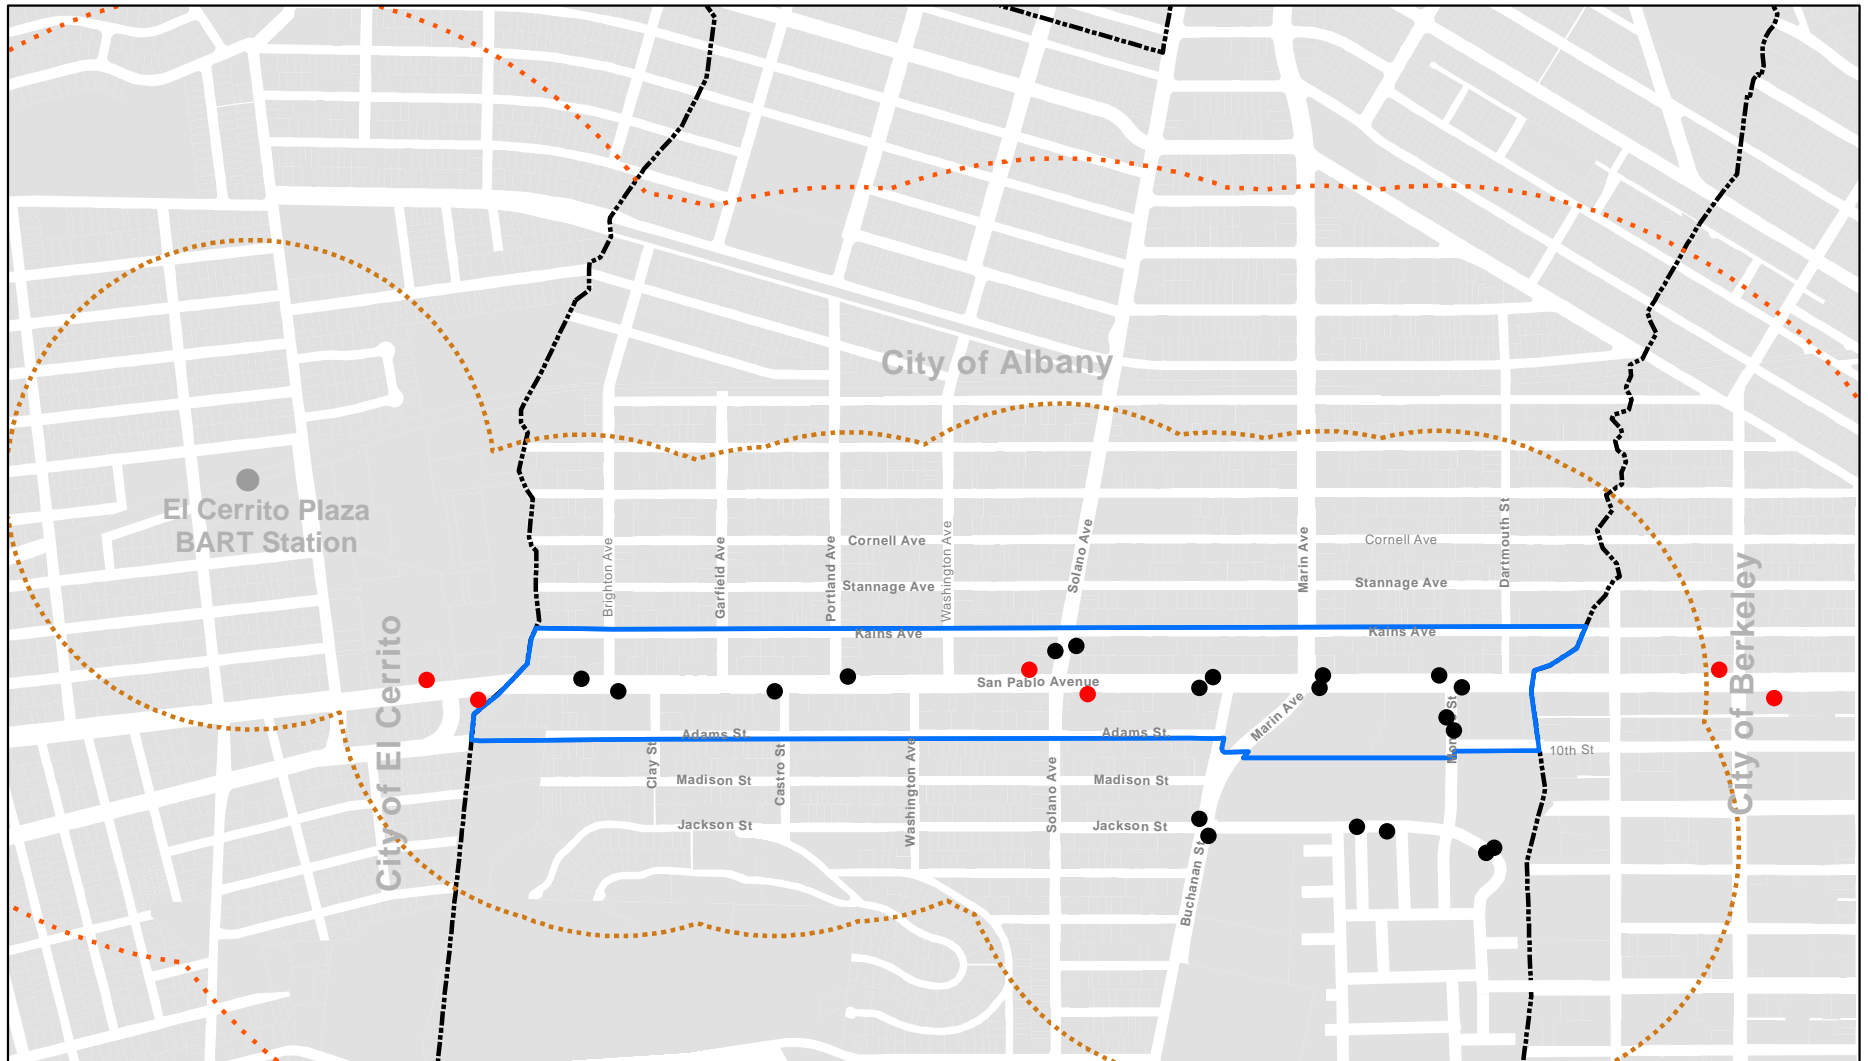 City of Albany
El Cerrito Plaza
BART Station
City of El Cerrito
City of Berkeley
Brighton Ave
Garfield Ave
Portland Ave
Washington Ave
Solano Ave
Marin Ave
Dartmouth St
Cornell Ave
Cornell Ave
Stannage Ave
Stannage Ave
Kains Ave
Kains Ave
San Pablo Avenue
Marin Ave
Adams St
Adams St.
10th St
Clay St
Castro St
Washington Ave
Solano Ave
Madison St
Madison St
Jackson St
Jackson St
Buchanan St